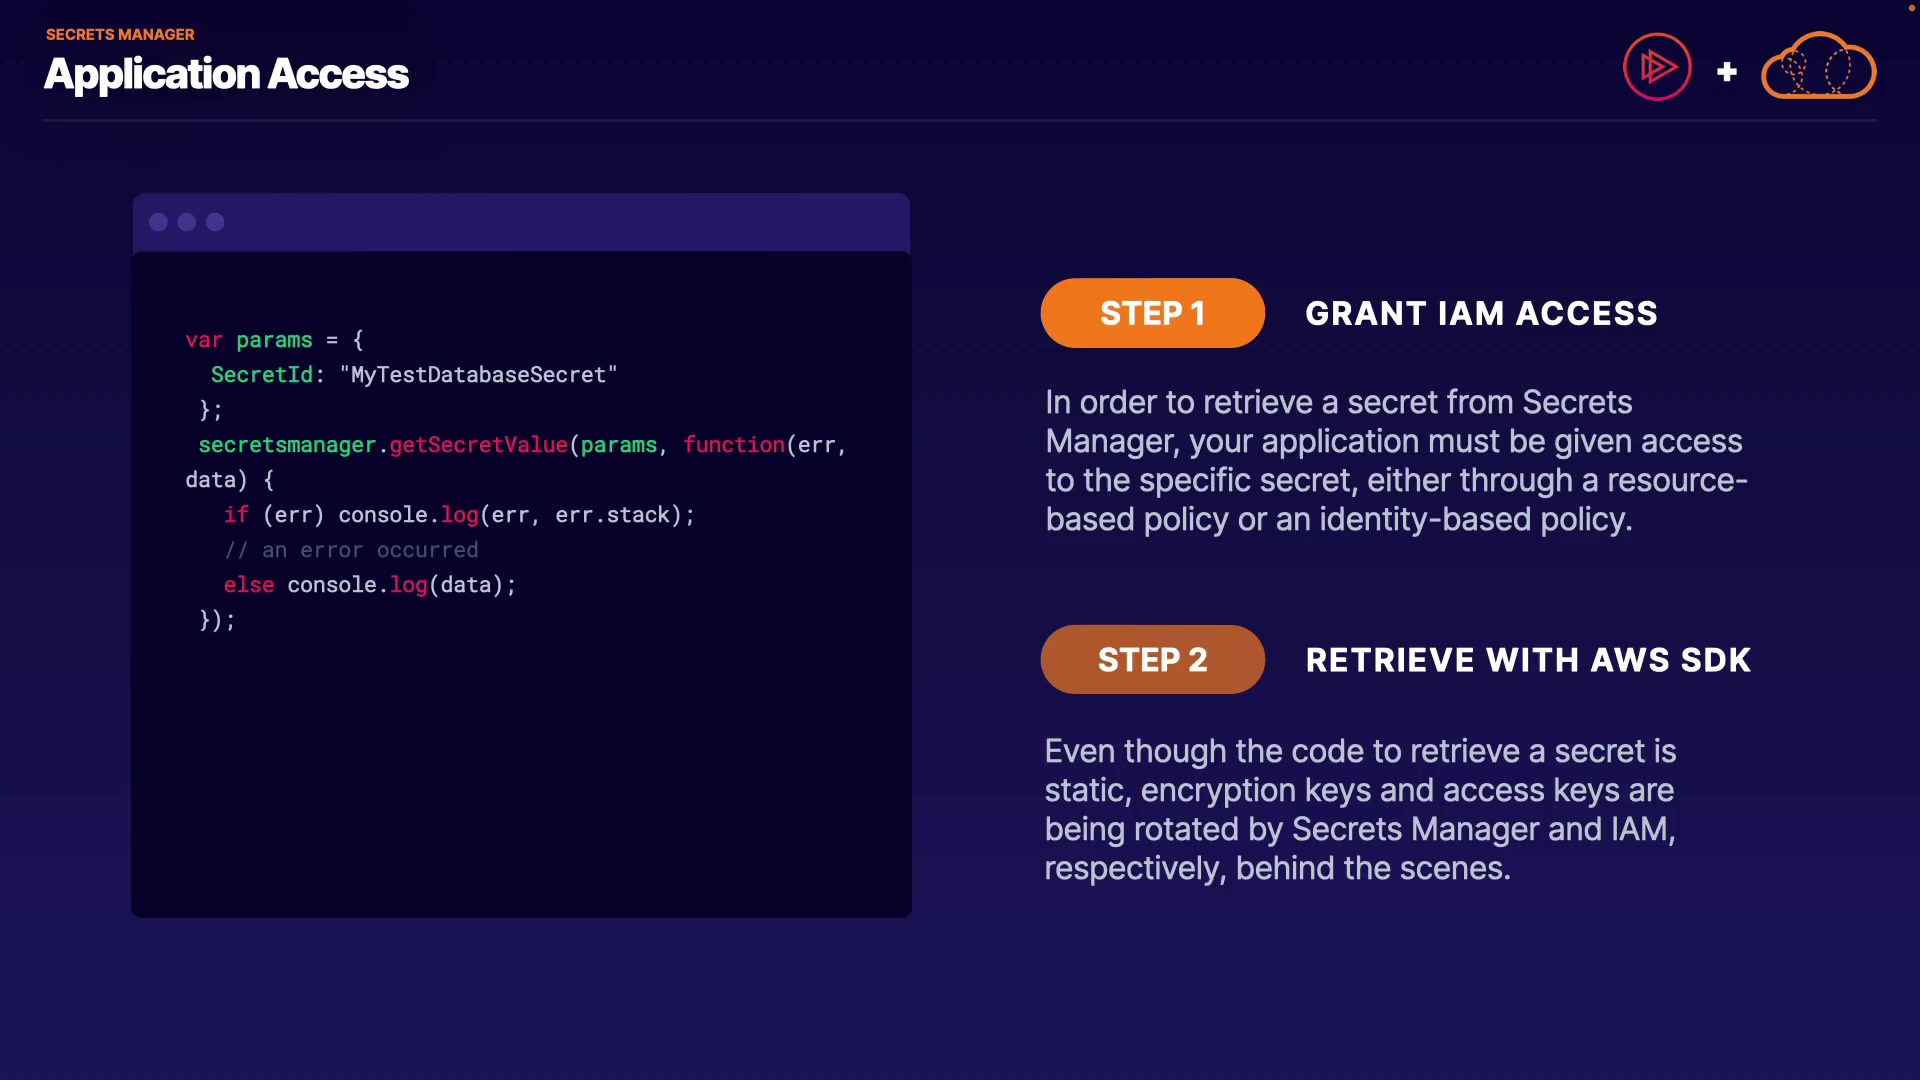 SECRETS MANAGER
Application Access
+
var params = {
SecretId: "MyTestDatabaseSecret"
};
secretsmanager.getSecretValue(params, function(err,
data) {
if (err) console.log(err, err.stack);
// an error occurred
else console.log(data);
});
STEP 1
GRANT IAM ACCESS
In order to retrieve a secret from Secrets
Manager, your application must be given access
to the specific secret, either through a resource-
based policy or an identity-based policy.
STEP 2
RETRIEVE WITH AWS SDK
Even though the code to retrieve a secret is
static, encryption keys and access keys are
being rotated by Secrets Manager and IAM,
respectively, behind the scenes.